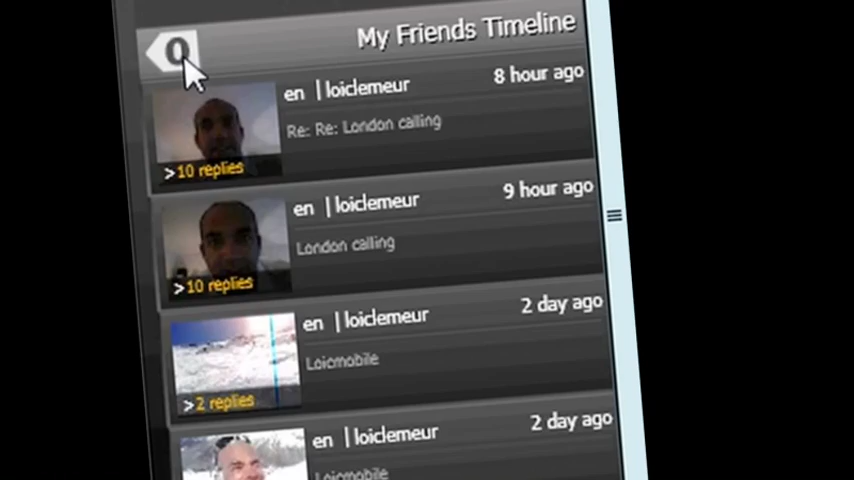 0 My Friends Timeline
en | loiclemeur 8 hour ago
Re: Re: London calling
>10 replies
en | loiclemeur 9 hour ago
London calling
>10 replies
en | loiclemeur 2 day ago
Loicmobile
>2 replies
en | loiclemeur 2 day ago
Loicmobile